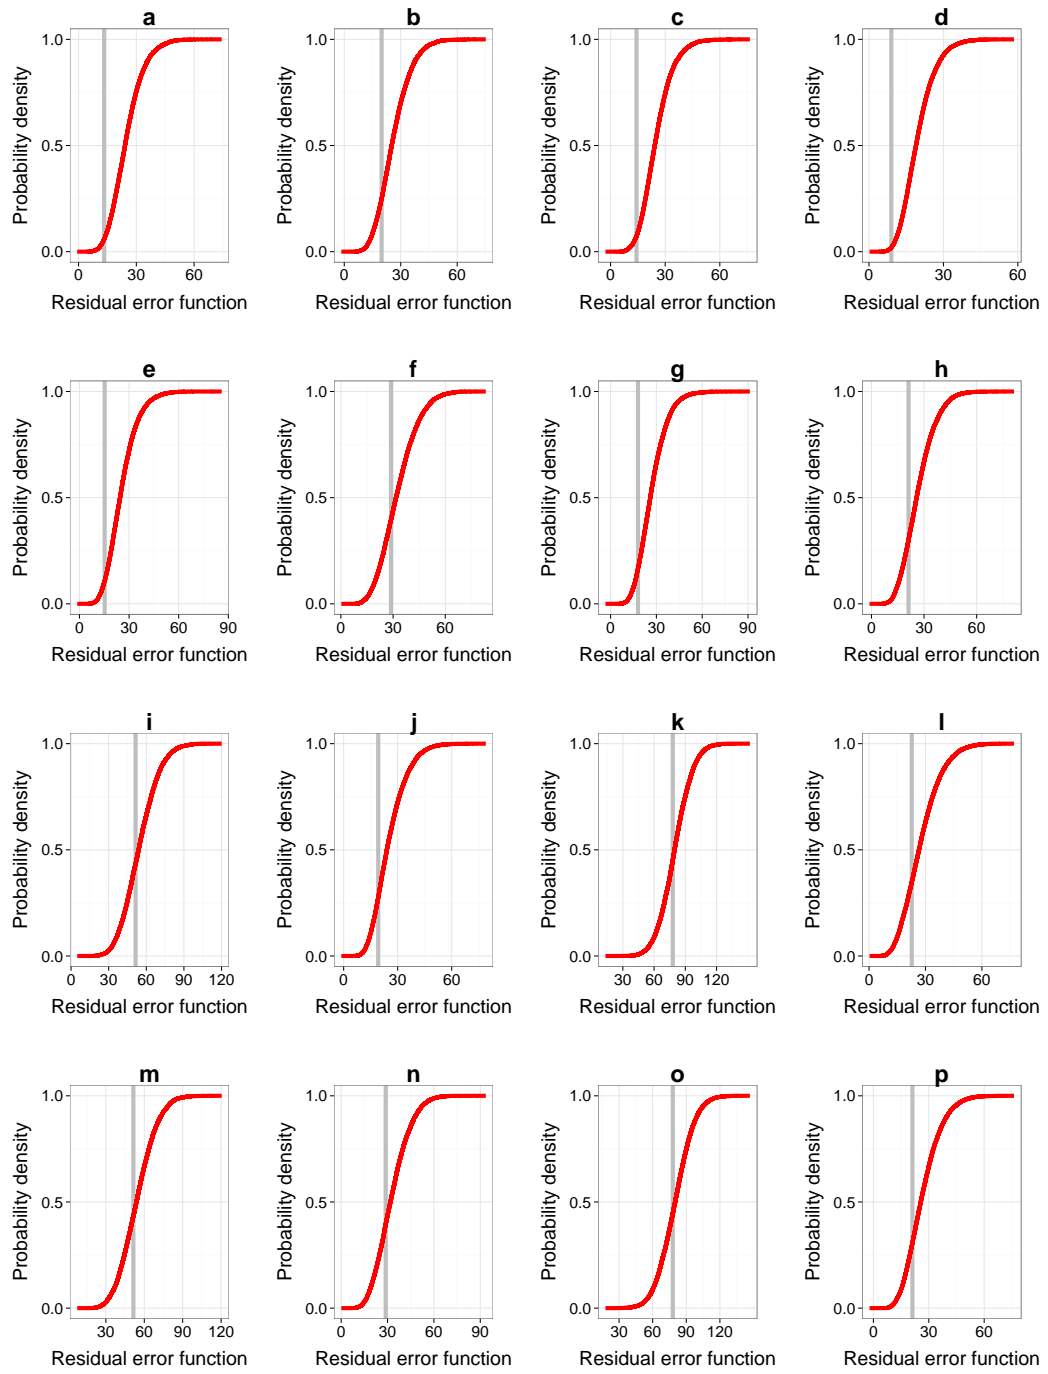 a b c d
Probability density 1.0 0.5 0.0 Probability density 1.0 0.5 0.0 Probability density 1.0 0.5 0.0 Probability density 1.0 0.5 0.0
0 30 60 0 30 60 0 30 60 0 30 60
Residual error function Residual error function Residual error function Residual error function
e f g h
Probability density 1.0 0.5 0.0 Probability density 1.0 0.5 0.0 Probability density 1.0 0.5 0.0 Probability density 1.0 0.5 0.0
0 30 60 90 0 30 60 0 30 60 90 0 30 60
Residual error function Residual error function Residual error function Residual error function
i j k l
Probability density 1.0 0.5 0.0 Probability density 1.0 0.5 0.0 Probability density 1.0 0.5 0.0 Probability density 1.0 0.5 0.0
0 30 60 90 120 0 30 60 30 60 90 120 0 30 60
Residual error function Residual error function Residual error function Residual error function
m n o p
Probability density 1.0 0.5 0.0 Probability density 1.0 0.5 0.0 Probability density 1.0 0.5 0.0 Probability density 1.0 0.5 0.0
30 60 90 120 0 30 60 90 30 60 90 120 0 30 60
Residual error function Residual error function Residual error function Residual error function